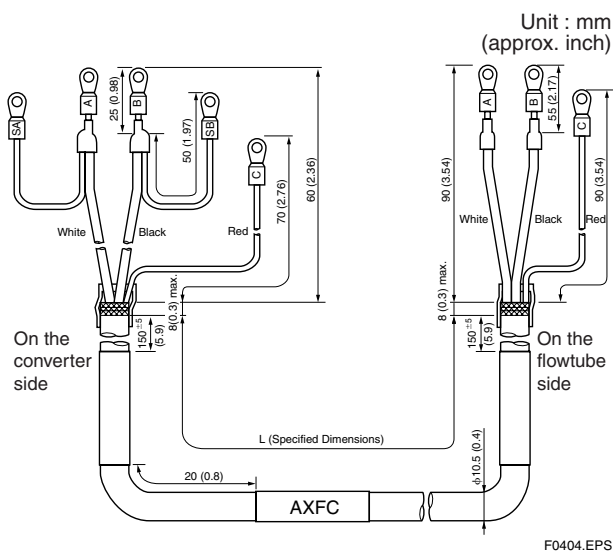 Unit : mm
(approx. inch)
SA
A
B
SB
C
25 (0.98)
50 (1.97)
70 (2.76)
60 (2.36)
White
Black
Red
8(0.3) max.
150±5
(5.9)
On the
converter
side
A
B
C
55 (2.17)
90 (3.54)
90 (3.54)
White
Black
Red
8 (0.3) max.
150±5
(5.9)
On the
flowtube
side
L (Specified Dimensions)
20 (0.8)
AXFC
φ10.5 (0.4)
F0404.EPS